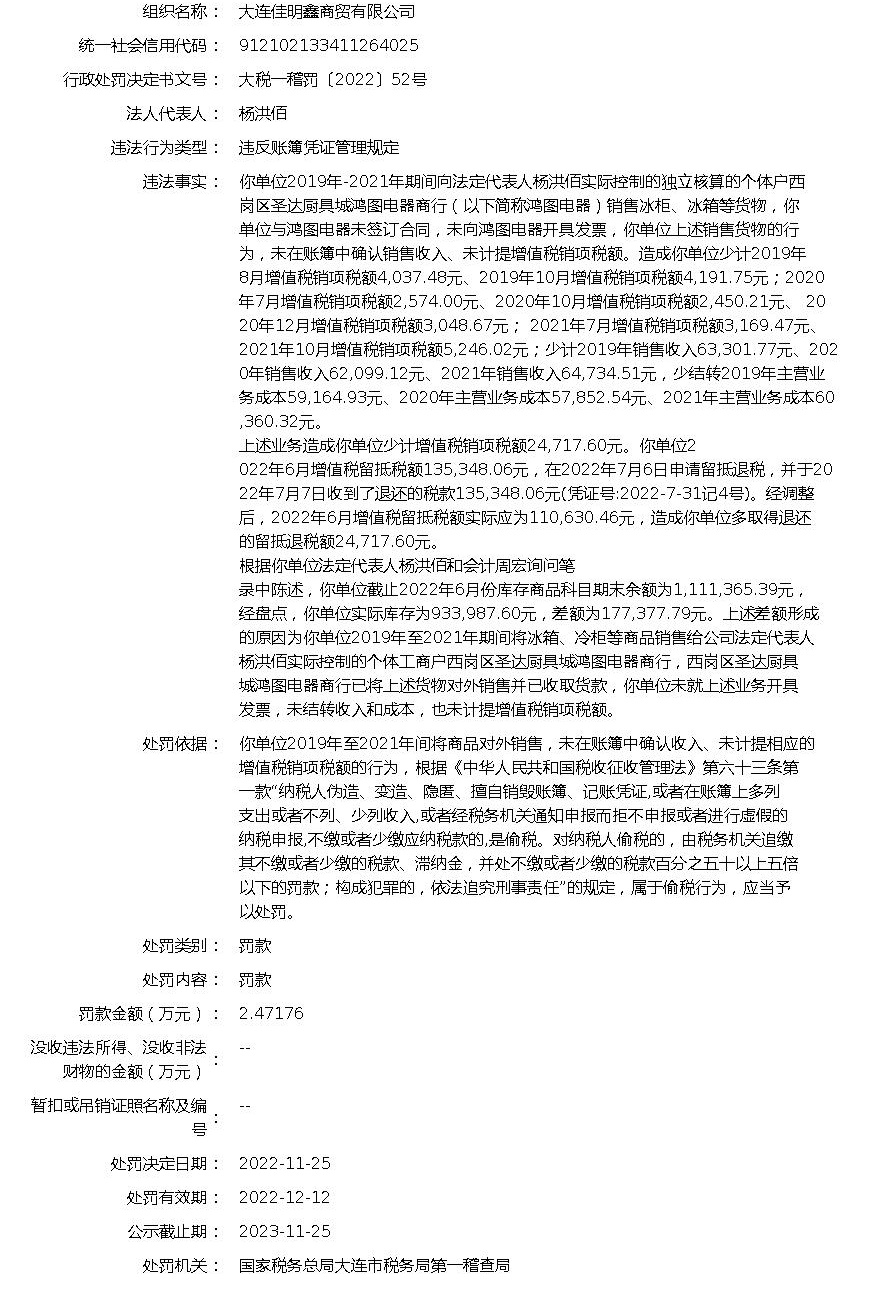 组织名称： 大连佳明鑫商贸有限公司
统一社会信用代码： 912102133411264025
行政处罚决定书文号： 大税一稽罚〔2022〕52号
法人代表人： 杨洪佰
违法行为类型： 违反账簿凭证管理规定
违法事实： 你单位2019年-2021年期间向法定代表人杨洪佰实际控制的独立核算的个体户西
岗区圣达厨具城鸿图电器商行（以下简称鸿图电器）销售冰柜、冰箱等货物，你
单位与鸿图电器未签订合同，未向鸿图电器开具发票，你单位上述销售货物的行
为，未在账簿中确认销售收入、未计提增值税销项税额。造成你单位少计2019年
8月增值税销项税额4,037.48元、2019年10月增值税销项税额4,191.75元；2020
年7月增值税销项税额2,574.00元、2020年10月增值税销项税额2,450.21元、 20
20年12月增值税销项税额3,048.67元； 2021年7月增值税销项税额3,169.47元、
2021年10月增值税销项税额5,246.02元；少计2019年销售收入63,301.77元、202
0年销售收入62,099.12元、2021年销售收入64,734.51元，少结转2019年主营业
务成本59,164.93元、2020年主营业务成本57,852.54元、2021年主营业务成本60
,360.32元。
上述业务造成你单位少计增值税销项税额24,717.60元。你单位2
022年6月增值税留抵税额135,348.06元，在2022年7月6日申请留抵退税，并于20
22年7月7日收到了退还的税款135,348.06元(凭证号:2022-7-31记4号)。经调整
后，2022年6月增值税留抵税额实际应为110,630.46元，造成你单位多取得退还
的留抵退税额24,717.60元。
根据你单位法定代表人杨洪佰和会计周宏询问笔
录中陈述，你单位截止2022年6月份库存商品科目期末余额为1,111,365.39元，
经盘点，你单位实际库存为933,987.60元，差额为177,377.79元。上述差额形成
的原因为你单位2019年至2021年期间将冰箱、冷柜等商品销售给公司法定代表人
杨洪佰实际控制的个体工商户西岗区圣达厨具城鸿图电器商行，西岗区圣达厨具
城鸿图电器商行已将上述货物对外销售并已收取货款，你单位未就上述业务开具
发票，未结转收入和成本，也未计提增值税销项税额。
处罚依据： 你单位2019年至2021年间将商品对外销售，未在账簿中确认收入、未计提相应的
增值税销项税额的行为，根据《中华人民共和国税收征收管理法》第六十三条第
一款“纳税人伪造、变造、隐匿、擅自销毁账簿、记账凭证,或者在账簿上多列
支出或者不列、少列收入,或者经税务机关通知申报而拒不申报或者进行虚假的
纳税申报,不缴或者少缴应纳税款的,是偷税。对纳税人偷税的，由税务机关追缴
其不缴或者少缴的税款、滞纳金，并处不缴或者少缴的税款百分之五十以上五倍
以下的罚款；构成犯罪的，依法追究刑事责任”的规定，属于偷税行为，应当予
以处罚。
处罚类别： 罚款
处罚内容： 罚款
罚款金额（万元）： 2.47176
没收违法所得、没收非法
财物的金额（万元）： --
暂扣或吊销证照名称及编
号： --
处罚决定日期： 2022-11-25
处罚有效期： 2022-12-12
公示截止期： 2023-11-25
处罚机关： 国家税务总局大连市税务局第一稽查局